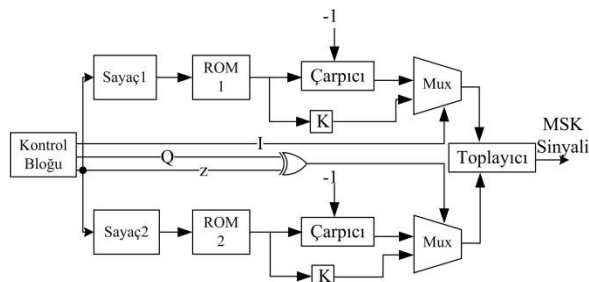 -1
Sayaç1
ROM
1
Çarpıcı
Mux
K
Kontrol
Bloğu
I
Q
z
MSK
Sinyali
Toplayıcı
-1
Sayaç2
ROM
2
Çarpıcı
Mux
K